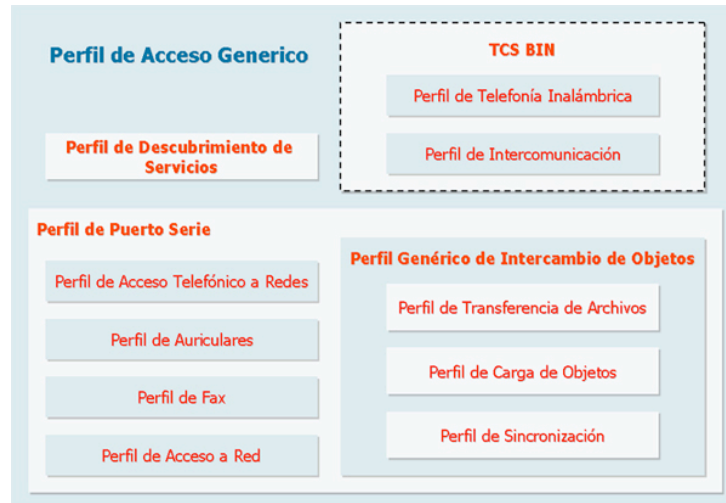 Perfil de Acceso Generico
TCS BIN
Perfil de Telefonía Inalámbrica
Perfil de Intercomunicación
Perfil de Descubrimiento de
Servicios
Perfil de Puerto Serie
Perfil de Acceso Telefónico a Redes
Perfil de Auriculares
Perfil de Fax
Perfil de Acceso a Red
Perfil Genérico de Intercambio de Objetos
Perfil de Transferencia de Archivos
Perfil de Carga de Objetos
Perfil de Sincronización